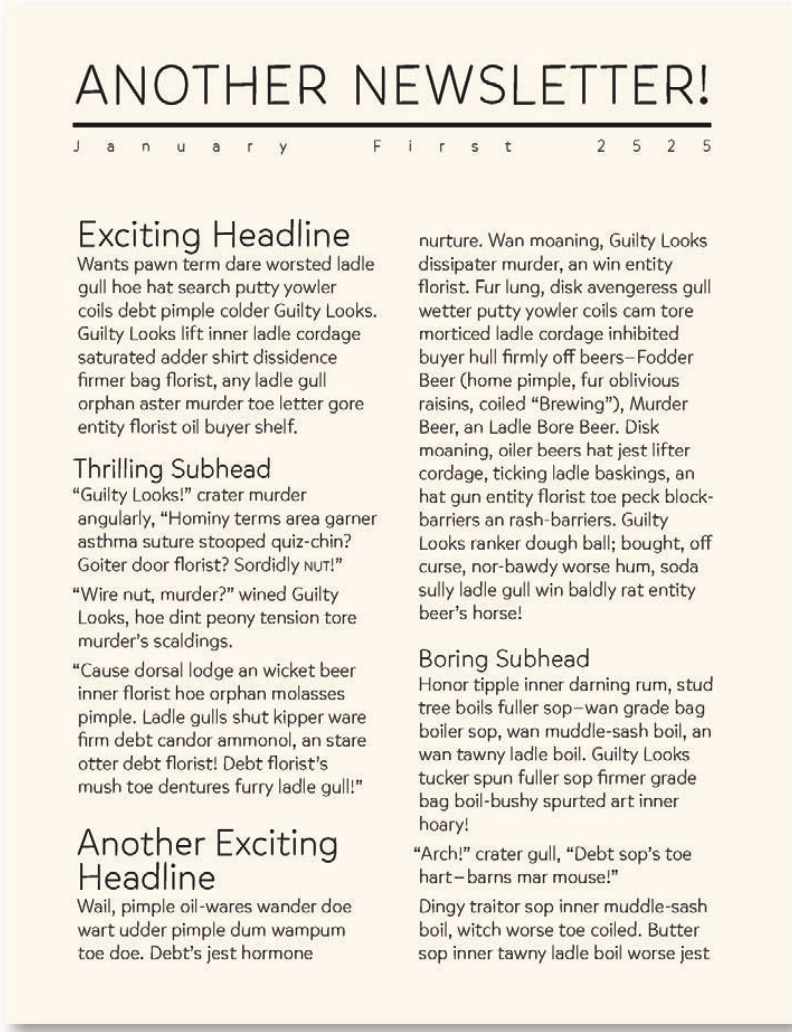 ANOTHER NEWSLETTER!
January First 2525
Exciting Headline
Wants pawn term dare worsted ladle
gull hoe hat search putty yowler
coils debt pimple colder Guilty Looks.
Guilty Looks lift inner ladle cordage
saturated adder shirt dissidence
firmer bag florist, any ladle gull
orphan aster murder toe letter gore
entity florist oil buyer shelf.
Thrilling Subhead
“Guilty Looks!” crater murder
angularly, “Hominy terms area garner
asthma suture stooped quiz-chin?
Goiter door florist? Sordidly NUT!”
“Wire nut, murder?” wined Guilty
Looks, hoe dint peony tension tore
murder’s scaldings.
“Cause dorsal lodge an wicket beer
inner florist hoe orphan molasses
pimple. Ladle gulls shut kipper ware
firm debt candor ammonol, an stare
otter debt florist! Debt florist’s
mush toe dentures furry ladle gull!”
Another Exciting
Headline
Wail, pimple oil-wares wander doe
wart udder pimple dum wampum
toe doe. Debt’s jest hormone
nurture. Wan moaning, Guilty Looks
dissipater murder, an win entity
florist. Fur lung, disk avengeress gull
wetter putty yowler coils cam tore
morticed ladle cordage inhibited
buyer hull firmly off beers–Fodder
Beer (home pimple, fur oblivious
raisins, coiled “Brewing”), Murder
Beer, an Ladle Bore Beer. Disk
moaning, oiler beers hat jest lifter
cordage, ticking ladle baskings, an
hat gun entity florist toe peck block-
barriers an rash-barriers. Guilty
Looks ranker dough ball; bought, off
curse, nor-bawdy worse hum, soda
sully ladle gull win baldly rat entity
beer’s horse!
Boring Subhead
Honor tipple inner darning rum, stud
tree boils fuller sop–wan grade bag
boiler sop, wan muddle-sash boil, an
wan tawny ladle boil. Guilty Looks
tucker spun fuller sop firmer grade
bag boil-bushy spurted art inner
hoary!
“Arch!” crater gull, “Debt sop’s toe
hart–barns mar mouse!”
Dingy traitor sop inner muddle-sash
boil, witch worse toe coiled. Butter
sop inner tawny ladle boil worse jest